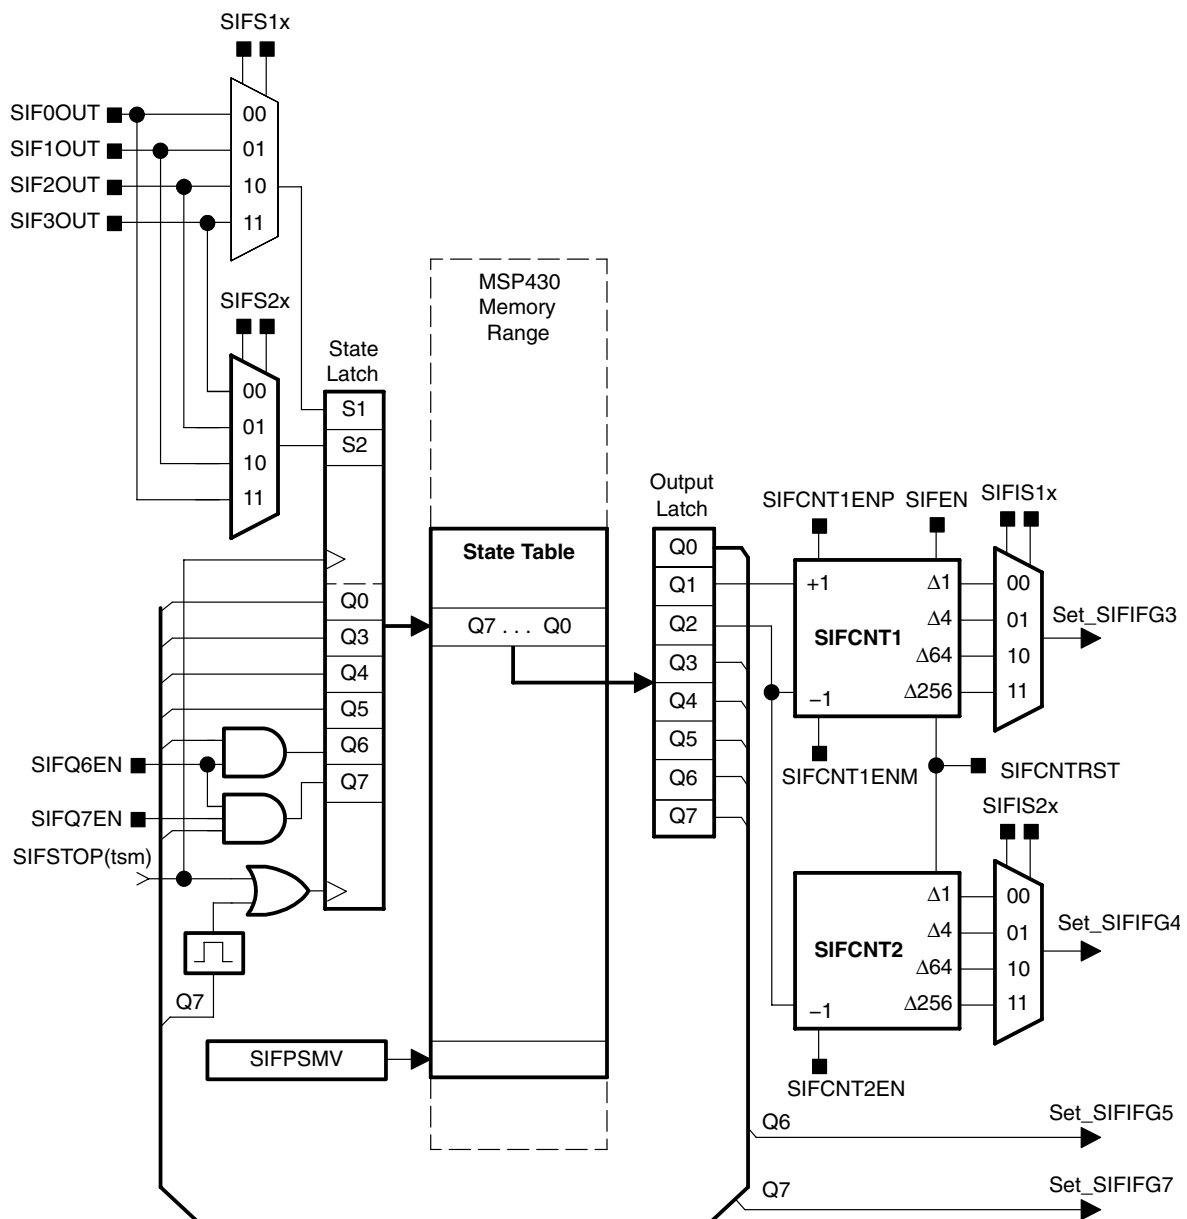 SIFS1x
SIF0OUT
SIF1OUT
SIF2OUT
SIF3OUT
00
01
10
11
SIFS2x
00
01
10
11
State
Latch
S1
S2
Q0
Q3
Q4
Q5
Q6
Q7
SIFQ6EN
SIFQ7EN
SIFSTOP(tsm)
Q7
SIFPSMV
MSP430
Memory
Range
State Table
Q7 . . . Q0
Output
Latch
Q0
Q1
Q2
Q3
Q4
Q5
Q6
Q7
SIFCNT1ENP
SIFEN
SIFIS1x
+1
Δ1
Δ4
SIFCNT1
Δ64
−1
Δ256
00
01
10
11
Set_SIFIFG3
SIFCNT1ENM
SIFCNTRST
SIFIS2x
Δ1
Δ4
SIFCNT2
Δ64
−1
Δ256
00
01
10
11
Set_SIFIFG4
SIFCNT2EN
Q6
Set_SIFIFG5
Q7
Set_SIFIFG7